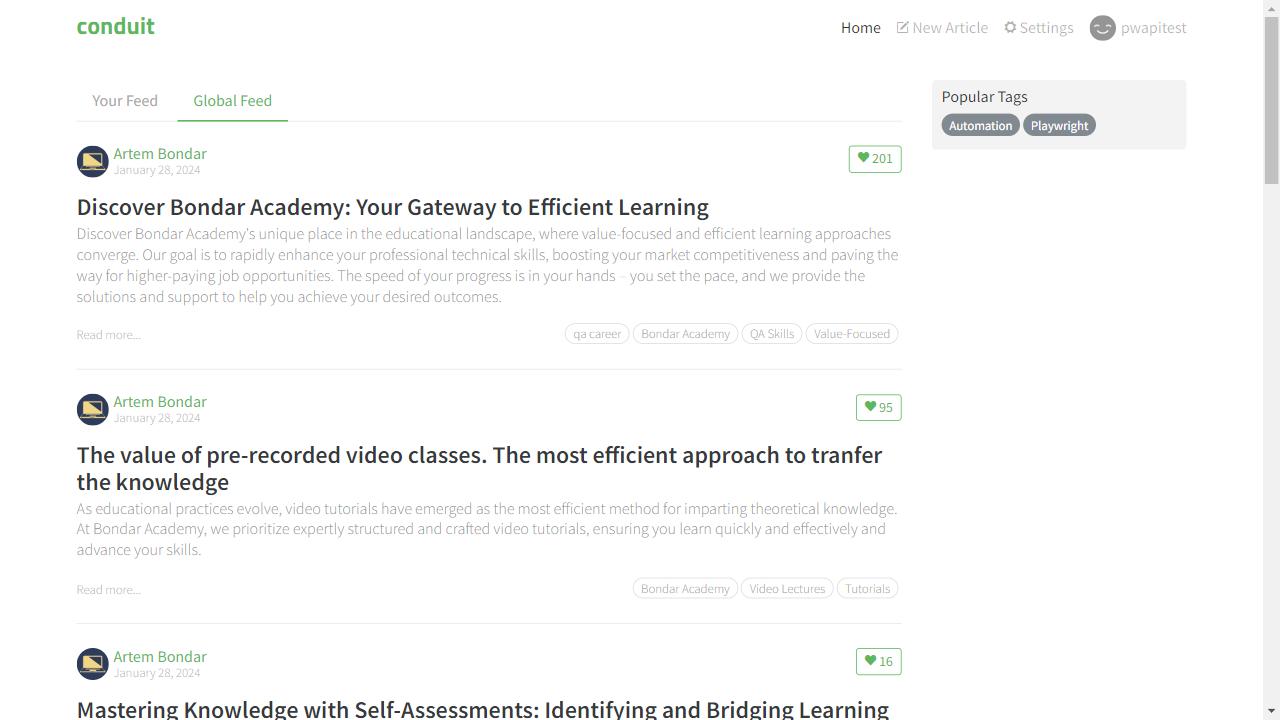 conduit
Home New Article Settings pwapitest
Your Feed Global Feed
Popular Tags
Automation Playwright
Artem Bondar
January 28, 2024
201
Discover Bondar Academy: Your Gateway to Efficient Learning
Discover Bondar Academy's unique place in the educational landscape, where value-focused and efficient learning approaches
converge. Our goal is to rapidly enhance your professional technical skills, boosting your market competitiveness and paving the
way for higher-paying job opportunities. The speed of your progress is in your hands – you set the pace, and we provide the
solutions and support to help you achieve your desired outcomes.
Read more... qa career Bondar Academy QA Skills Value-Focused
Artem Bondar
January 28, 2024
95
The value of pre-recorded video classes. The most efficient approach to tranfer
the knowledge
As educational practices evolve, video tutorials have emerged as the most efficient method for imparting theoretical knowledge.
At Bondar Academy, we prioritize expertly structured and crafted video tutorials, ensuring you learn quickly and effectively and
advance your skills.
Read more... Bondar Academy Video Lectures Tutorials
Artem Bondar
January 28, 2024
16
Mastering Knowledge with Self-Assessments: Identifying and Bridging Learning